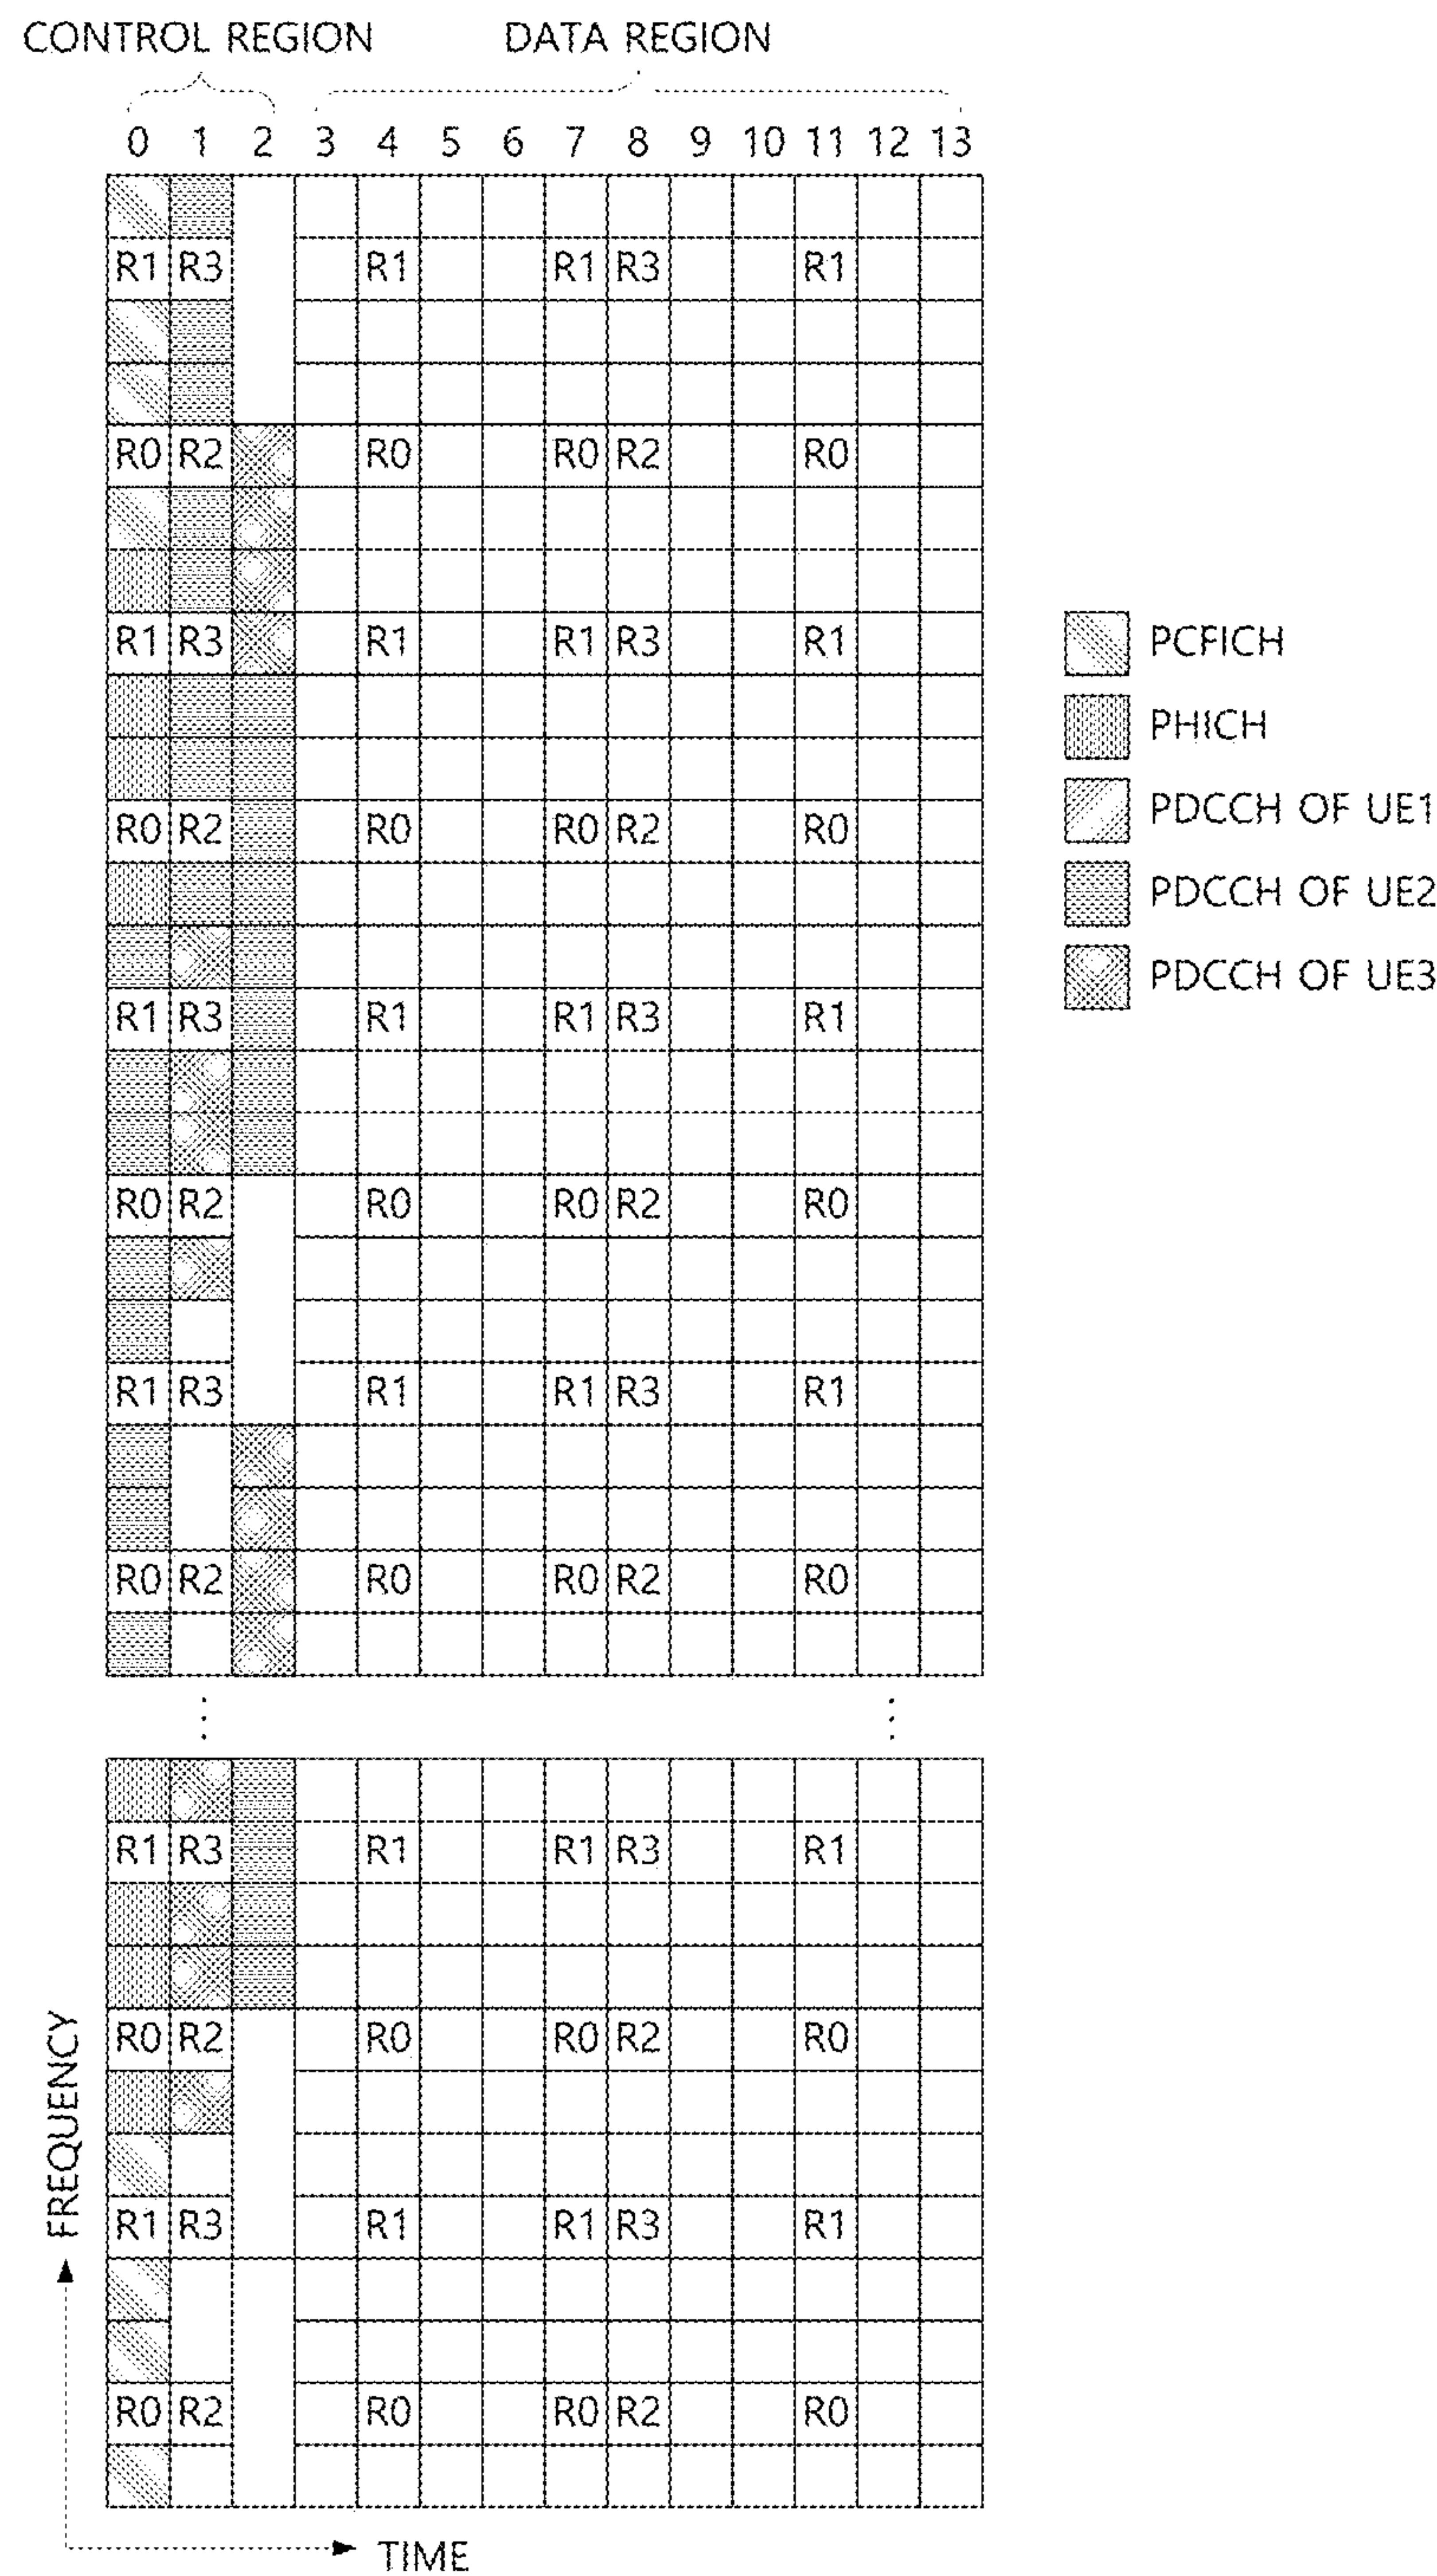 CONTROL REGION DATA REGION
0 1 2 3 4 5 6 7 8 9 10 11 12 13
R1 R3 R1 R1 R3 R1
R0 R2 R0 R0 R2 R0
R1 R3 R1 R1 R3 R1
R0 R2 R0 R0 R2 R0
R1 R3 R1 R1 R3 R1
R0 R2 R0 R0 R2 R0
R1 R3 R1 R1 R3 R1
R0 R2 R0 R0 R2 R0
R1 R3 R1 R1 R3 R1
R0 R2 R0 R0 R2 R0
R1 R3 R1 R1 R3 R1
R0 R2 R0 R0 R2 R0
PCFICH
PHICH
PDCCH OF UE1
PDCCH OF UE2
PDCCH OF UE3
FREQUENCY
TIME